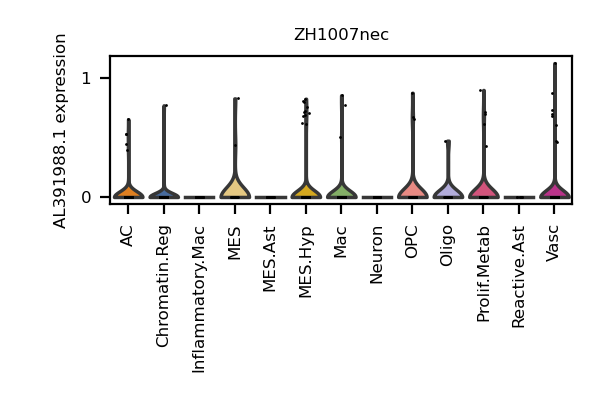 ZH1007nec
AL391988.1 expression
1
0
AC
Chromatin.Reg
Inflammatory.Mac
MES
MES.Ast
MES.Hyp
Mac
Neuron
OPC
Oligo
Prolif.Metab
Reactive.Ast
Vasc